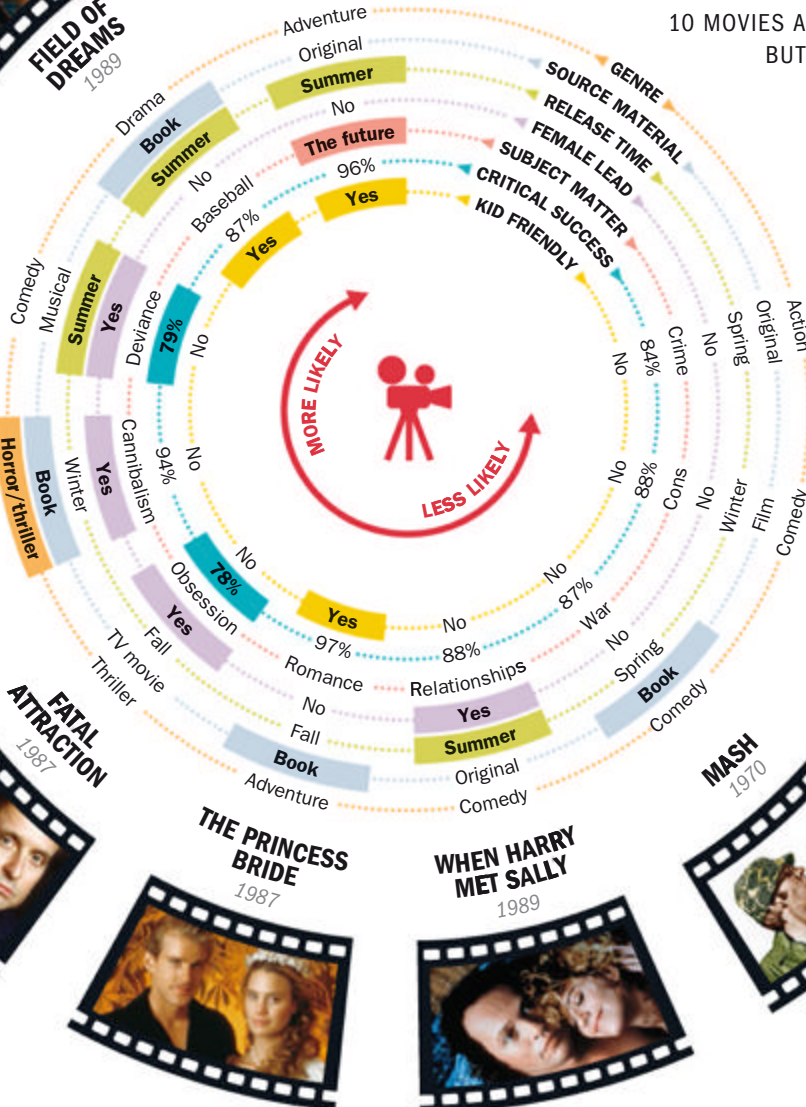 10 MOVIES A
BUT
FIELD OF
DREAMS
1989
GENRE
SOURCE MATERIAL
RELEASE TIME
FEMALE LEAD
SUBJECT MATTER
CRITICAL SUCCESS
KID FRIENDLY
Adventure
Original
Summer
No
The future
96%
Yes
Drama
Book
Summer
No
Baseball
87%
Yes
Comedy
Musical
Summer
Yes
Deviance
79%
No
Horror/thriller
Book
Winter
Yes
Cannibalism
94%
No
Thriller
TV movie
Fall
Yes
Obsession
78%
No
Adventure
Book
Fall
No
Romance
97%
Yes
Comedy
Original
Summer
Yes
Relationships
88%
No
Comedy
Book
Spring
No
War
87%
No
Comedy
Film
Winter
No
Cons
88%
No
Action
Original
Spring
No
Crime
84%
No
MORE LIKELY
LESS LIKELY
FATAL
ATTRACTION
1987
THE PRINCESS
BRIDE
1987
WHEN HARRY
MET SALLY
1989
MASH
1970